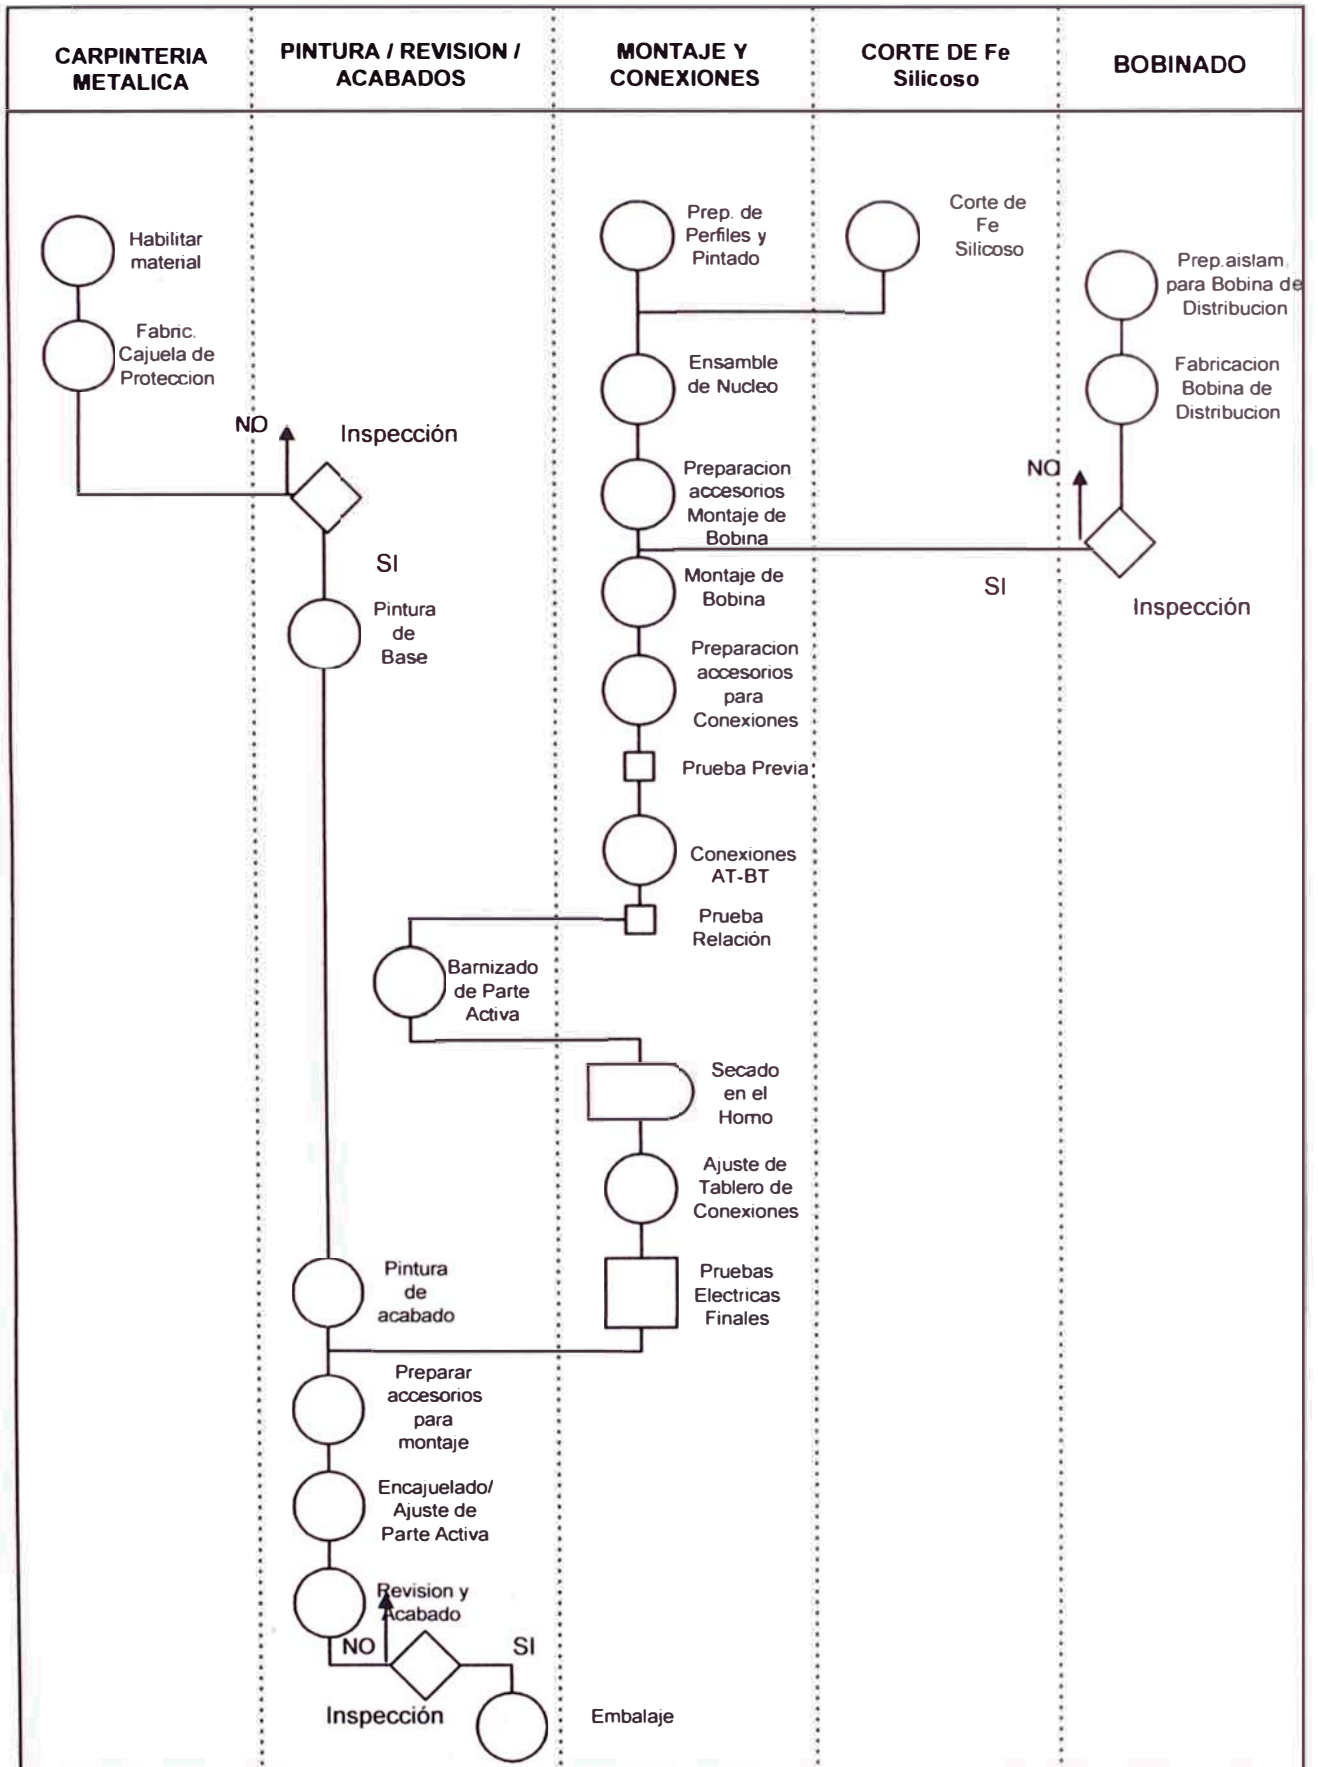 CARPINTERIA
METALICA
PINTURA / REVISION /
ACABADOS
MONTAJE Y
CONEXIONES
CORTE DE Fe
Silicoso
BOBINADO
Habilitar
material
Fabric.
Cajuela de
Proteccion
NO
Inspección
SI
Pintura
de
Base
Prep. de
Perfiles y
Pintado
Corte de
Fe
Silicoso
Prep.aislam.
para Bobina de
Distribucion
Ensamble
de Nucleo
Fabricacion
Bobina de
Distribucion
Preparacion
accesorios
Montaje de
Bobina
NO
SI
Inspección
Montaje de
Bobina
Preparacion
accesorios
para
Conexiones
Prueba Previa
Conexiones
AT-BT
Prueba
Relación
Barnizado
de Parte
Activa
Secado
en el
Horno
Ajuste de
Tablero de
Conexiones
Pruebas
Electricas
Finales
Pintura
de
acabado
Preparar
accesorios
para
montaje
Encajuelado/
Ajuste de
Parte Activa
Revision y
Acabado
NO
SI
Inspección
Embalaje